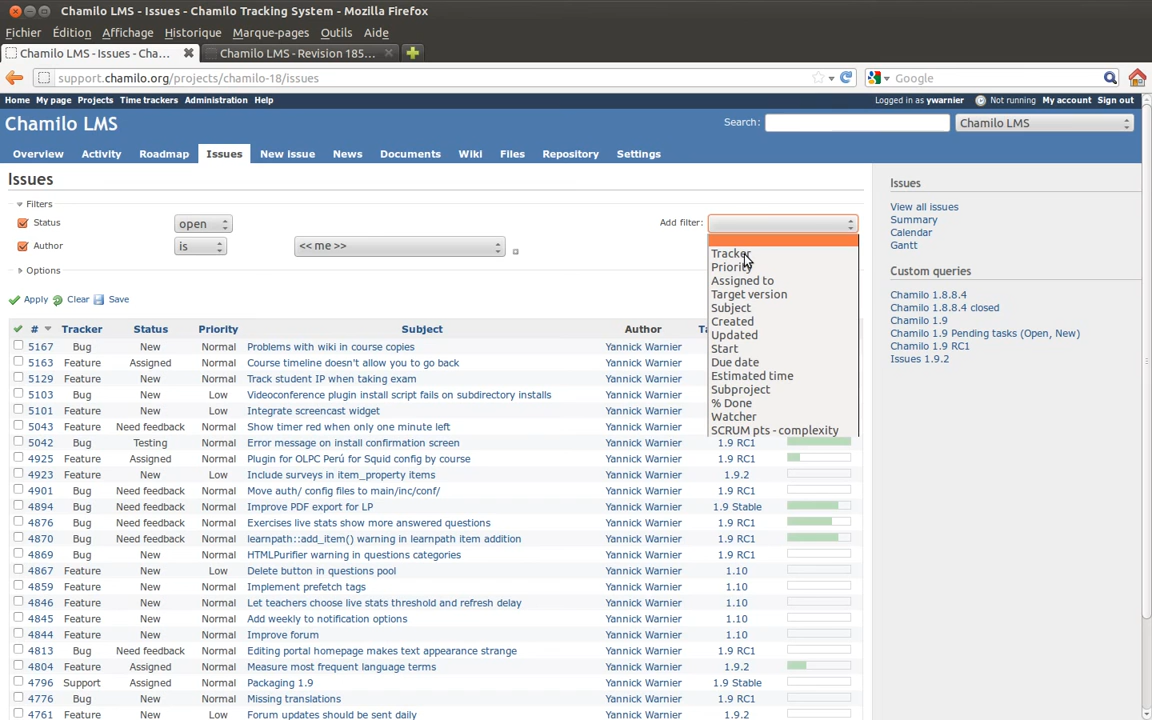 Chamilo LMS - Issues - Chamilo Tracking System - Mozilla Firefox
Fichier Édition Affichage Historique Marque-pages Outils Aide
Chamilo LMS - Issues - Cha... Chamilo LMS - Revision 185...
support.chamilo.org/projects/chamilo-18/issues Google
Home My page Projects Time trackers Administration Help Logged in as ywarnier Not running My account Sign out
Chamilo LMS Search: Chamilo LMS
Overview Activity Roadmap Issues New issue News Documents Wiki Files Repository Settings
Issues
Filters
Status open Add filter:
Author is << me >>
Options
Apply Clear Save
Tracker
Priority
Assigned to
Target version
Subject
Created
Updated
Start
Due date
Estimated time
Subproject
% Done
Watcher
SCRUM pts - complexity
# Tracker Status Priority Subject Author
5167 Bug New Normal Problems with wiki in course copies Yannick Warnier
5163 Feature Assigned Normal Course timeline doesn't allow you to go back Yannick Warnier
5129 Feature New Normal Track student IP when taking exam Yannick Warnier
5103 Bug New Low Videoconference plugin install script fails on subdirectory installs Yannick Warnier
5101 Feature New Low Integrate screencast widget Yannick Warnier
5043 Feature Need feedback Normal Show timer red when only one minute left Yannick Warnier
5042 Bug Testing Normal Error message on install confirmation screen Yannick Warnier 1.9 RC1
4925 Feature Assigned Normal Plugin for OLPC Perú for Squid config by course Yannick Warnier 1.9 RC1
4923 Feature New Low Include surveys in item_property items Yannick Warnier 1.9.2
4901 Bug Need feedback Normal Move auth/ config files to main/inc/conf/ Yannick Warnier 1.9 RC1
4894 Bug Need feedback Normal Improve PDF export for LP Yannick Warnier 1.9 Stable
4876 Bug Need feedback Normal Exercises live stats show more answered questions Yannick Warnier 1.9 RC1
4870 Bug Need feedback Normal learnpath::add_item() warning in learnpath item addition Yannick Warnier 1.9 RC1
4869 Bug New Normal HTMLPurifier warning in questions categories Yannick Warnier 1.9 RC1
4867 Feature New Low Delete button in questions pool Yannick Warnier 1.10
4859 Feature New Normal Implement prefetch tags Yannick Warnier 1.10
4846 Feature New Normal Let teachers choose live stats threshold and refresh delay Yannick Warnier 1.10
4845 Feature New Normal Add weekly to notification options Yannick Warnier 1.10
4844 Feature New Normal Improve forum Yannick Warnier 1.10
4813 Bug Need feedback Normal Editing portal homepage makes text appearance strange Yannick Warnier 1.9 RC1
4804 Feature Assigned Normal Measure most frequent language terms Yannick Warnier 1.9.2
4796 Support Assigned Normal Packaging 1.9 Yannick Warnier 1.9 Stable
4776 Bug New Normal Missing translations Yannick Warnier 1.9 RC1
4761 Feature New Low Forum updates should be sent daily Yannick Warnier 1.9.2
Issues
View all issues
Summary
Calendar
Gantt
Custom queries
Chamilo 1.8.8.4
Chamilo 1.8.8.4 closed
Chamilo 1.9
Chamilo 1.9 Pending tasks (Open, New)
Chamilo 1.9 RC1
Issues 1.9.2